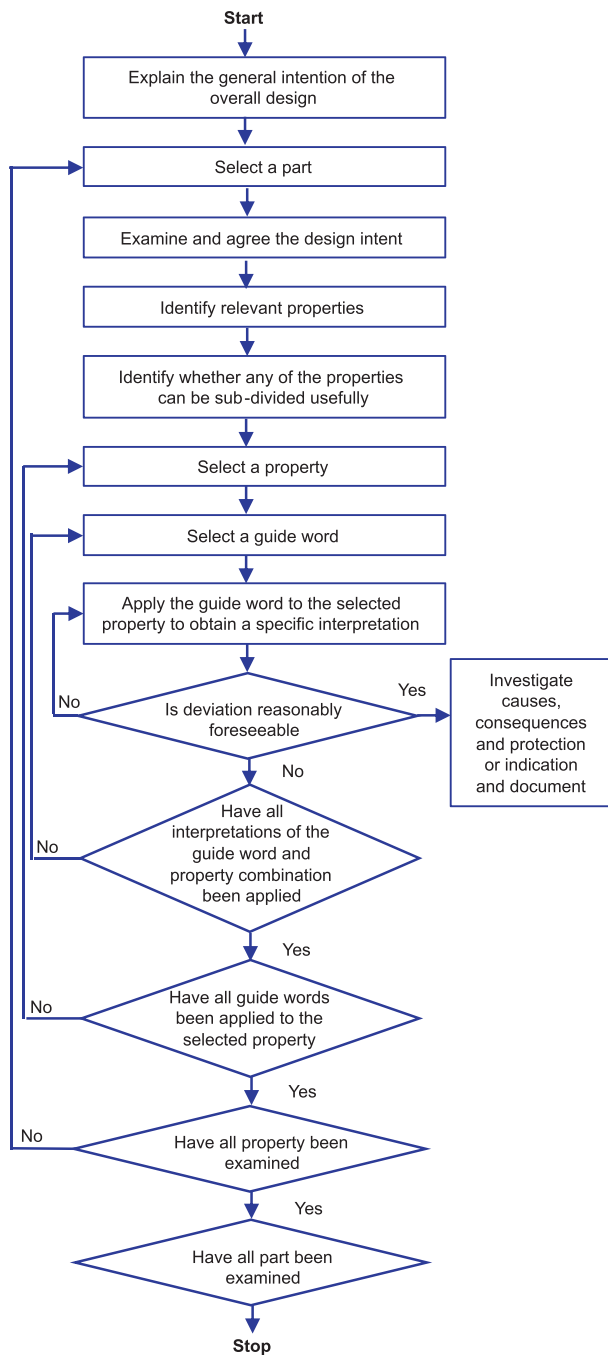 Start
Explain the general intention of the
overall design
Select a part
Examine and agree the design intent
Identify relevant properties
Identify whether any of the properties
can be sub-divided usefully
Select a property
Select a guide word
Apply the guide word to the selected
property to obtain a specific interpretation
No
Is deviation reasonably
foreseeable
Yes
Investigate
causes,
consequences
and protection
or indication
and document
No
Have all
interpretations of the
guide word and
property combination
been applied
No
Yes
Have all guide words
been applied to the
selected property
No
Yes
Have all property been
examined
No
Yes
Have all part been
examined
Stop